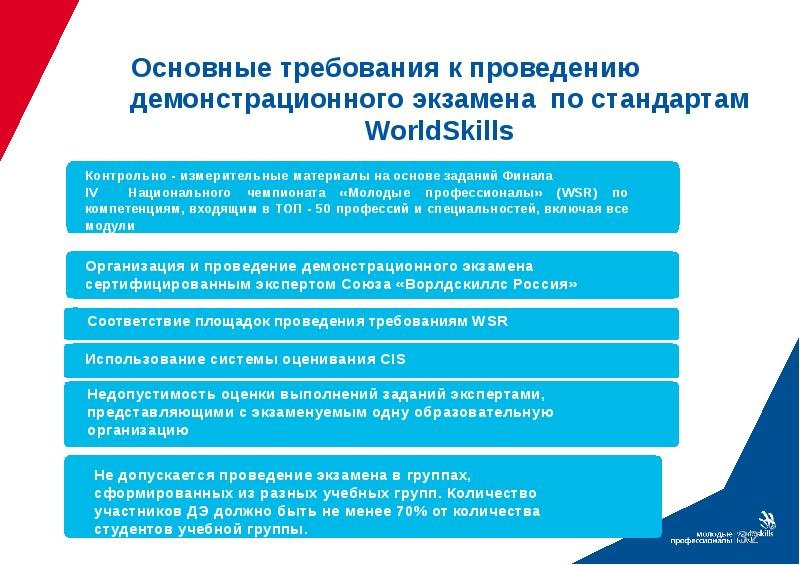 Основные требования к проведению
демонстрационного экзамена по стандартам
WorldSkills
Контрольно - измерительные материалы на основе заданий Финала
IV Национального чемпионата «Молодые профессионалы» (WSR) по
компетенциям, входящим в ТОП - 50 профессий и специальностей, включая все
модули
Организация и проведение демонстрационного экзамена
сертифицированным экспертом Союза «Ворлдскиллс Россия»
Соответствие площадок проведения требованиям WSR
Использование системы оценивания CIS
Недопустимость оценки выполнений заданий экспертами,
представляющими с экзаменуемым одну образовательную
организацию
Не допускается проведение экзамена в группах,
сформированных из разных учебных групп. Количество
участников ДЭ должно быть не менее 70% от количества
студентов учебной группы.
молодые
профессионалы